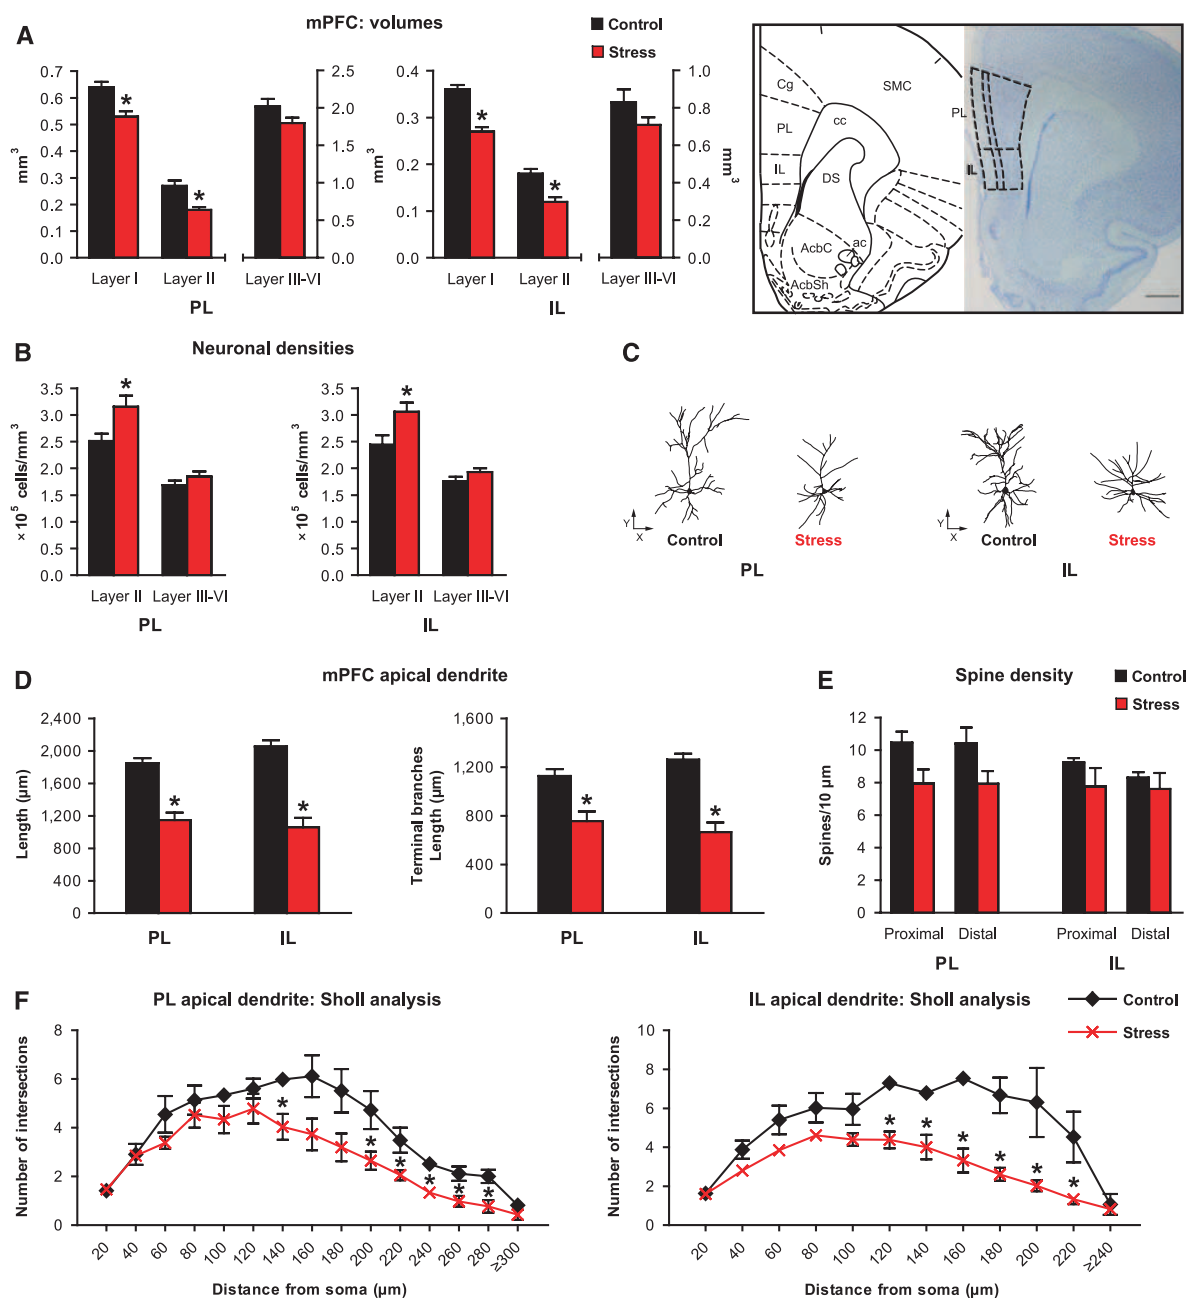 A
mPFC: volumes
Control
Stress
mm³
0.7
0.6
0.5
0.4
0.3
0.2
0.1
0.0
*
*
2.5
2.0
1.5
1.0
0.5
0.0
Layer I
Layer II
Layer III-VI
PL
mm³
0.4
0.3
0.2
0.1
0.0
*
*
1.0
0.8
0.6
0.4
0.2
0.0
mm³
Layer I
Layer II
Layer III-VI
IL
Cg
SMC
PL
cc
IL
DS
AcbC
ac
AcbSh
PL
IL
B
Neuronal densities
×10⁵ cells/mm³
3.5
3.0
2.5
2.0
1.5
1.0
0.5
0.0
*
Layer II
Layer III-VI
PL
×10⁵ cells/mm³
3.5
3.0
2.5
2.0
1.5
1.0
0.5
0.0
*
Layer II
Layer III-VI
IL
C
Y
X
Control
Stress
PL
Y
X
Control
Stress
IL
D
mPFC apical dendrite
Length (µm)
2,400
2,000
1,600
1,200
800
400
0
*
*
PL
IL
Terminal branches
Length (µm)
1,600
1,200
800
400
0
*
*
PL
IL
E
Spine density
Control
Stress
Spines/10 µm
12
10
8
6
4
2
0
Proximal
Distal
Proximal
Distal
PL
IL
F
PL apical dendrite: Sholl analysis
Number of intersections
8
6
4
2
0
* * * * * *
20 40 60 80 100 120 140 160 180 200 220 240 260 280 ≥300
Distance from soma (µm)
IL apical dendrite: Sholl analysis
Control
Stress
Number of intersections
10
8
6
4
2
0
* * * * * *
20 40 60 80 100 120 140 160 180 200 220 ≥240
Distance from soma (µm)